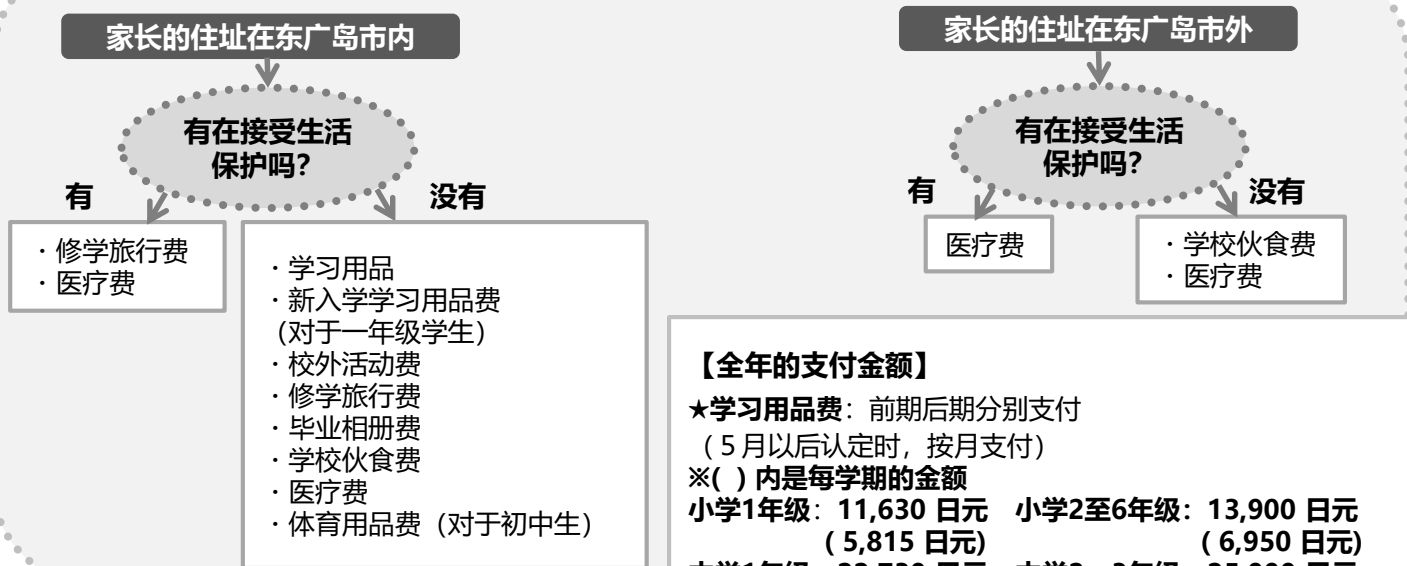 家长的住址在东广岛市内
有在接受生活
保护吗?
有
没有
・修学旅行费
・医疗费
・学习用品
・新入学学习用品费
（对于一年级学生）
・校外活动费
・修学旅行费
・毕业相册费
・学校伙食费
・医疗费
・体育用品费（对于初中生）
家长的住址在东广岛市外
有在接受生活
保护吗?
有
没有
医疗费
・学校伙食费
・医疗费
【全年的支付金额】
★学习用品费：前期后期分别支付
（5月以后认定时，按月支付）
※( ) 内是每学期的金额
小学1年级：11,630 日元 小学2至6年级：13,900 日元
( 5,815 日元) ( 6,950 日元)